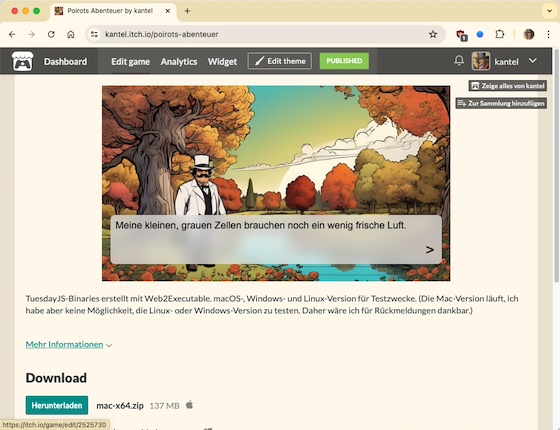 Poirots Abenteuer by kantel
kantel.itch.io/poirots-abenteuer
1
Dashboard
Edit game
Analytics
Widget
Edit theme
PUBLISHED
kantel
Zeige alles von kantel
Zur Sammlung hinzufügen
Meine kleinen, grauen Zellen brauchen noch ein wenig frische Luft.
>
TuesdayJS-Binaries erstellt mit Web2Executable. macOS-, Windows- und Linux-Version für Testzwecke. (Die Mac-Version läuft, ich
habe aber keine Möglichkeit, die Linux- oder Windows-Version zu testen. Daher wäre ich für Rückmeldungen dankbar.)
Mehr Informationen
Download
Herunterladen
mac-x64.zip 137 MB
https://itch.io/game/edit/2525730